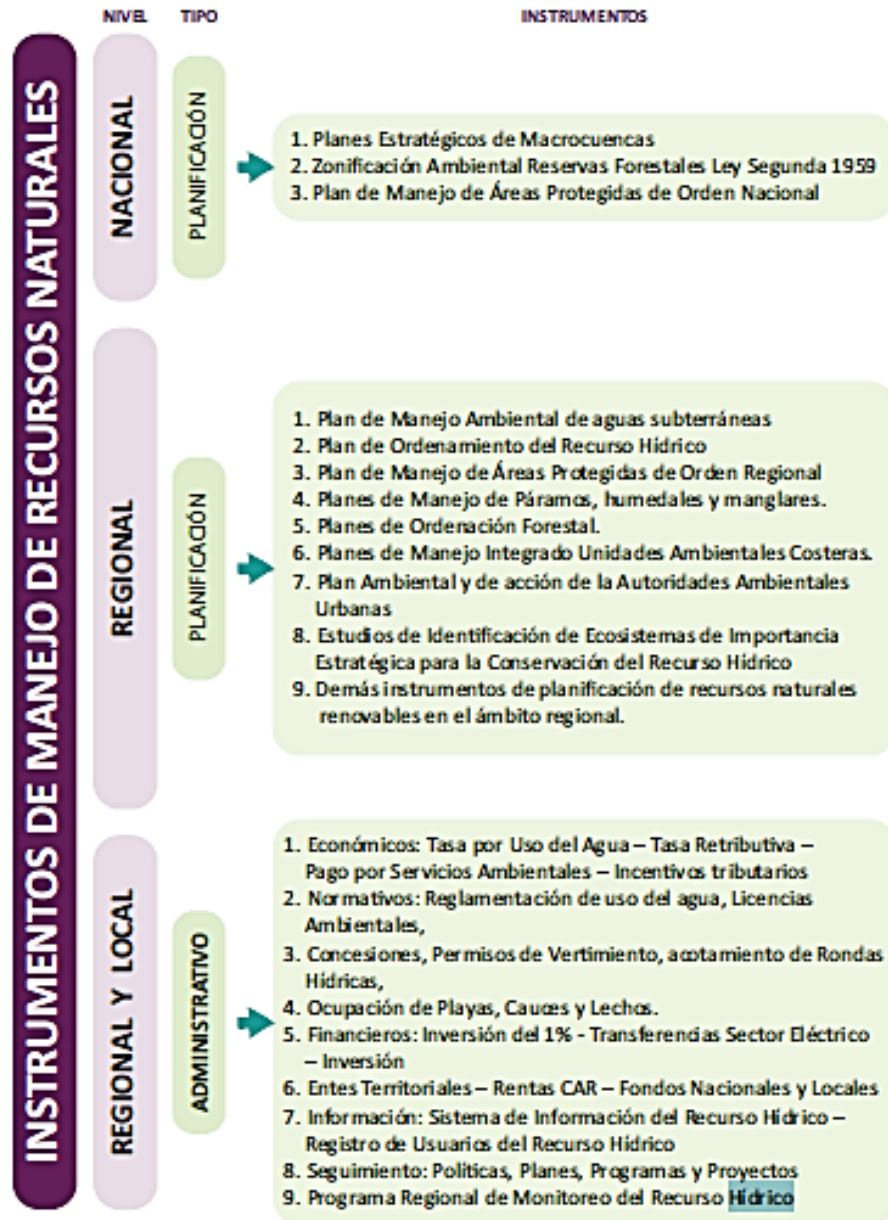 NIVEL TIPO INSTRUMENTOS
INSTRUMENTOS DE MANEJO DE RECURSOS NATURALES
NACIONAL
PLANIFICACIÓN
1. Planes Estratégicos de Macrocuencas
2. Zonificación Ambiental Reservas Forestales Ley Segunda 1959
3. Plan de Manejo de Áreas Protegidas de Orden Nacional
REGIONAL
PLANIFICACIÓN
1. Plan de Manejo Ambiental de aguas subterráneas
2. Plan de Ordenamiento del Recurso Hídrico
3. Plan de Manejo de Áreas Protegidas de Orden Regional
4. Planes de Manejo de Páramos, humedales y manglares.
5. Planes de Ordenación Forestal.
6. Planes de Manejo Integrado Unidades Ambientales Costeras.
7. Plan Ambiental y de acción de la Autoridades Ambientales
Urbanas
8. Estudios de Identificación de Ecosistemas de Importancia
Estratégica para la Conservación del Recurso Hídrico
9. Demás instrumentos de planificación de recursos naturales
renovables en el ámbito regional.
REGIONAL Y LOCAL
ADMINISTRATIVO
1. Económicos: Tasa por Uso del Agua – Tasa Retributiva –
Pago por Servicios Ambientales – Incentivos tributarios
2. Normativos: Reglamentación de uso del agua, Licencias
Ambientales,
3. Concesiones, Permisos de Vertimiento, acotamiento de Rondas
Hídricas,
4. Ocupación de Playas, Cauces y Lechos.
5. Financieros: Inversión del 1% - Transferencias Sector Eléctrico
– Inversión
6. Entes Territoriales – Rentas CAR – Fondos Nacionales y Locales
7. Información: Sistema de Información del Recurso Hídrico –
Registro de Usuarios del Recurso Hídrico
8. Seguimiento: Políticas, Planes, Programas y Proyectos
9. Programa Regional de Monitoreo del Recurso Hídrico